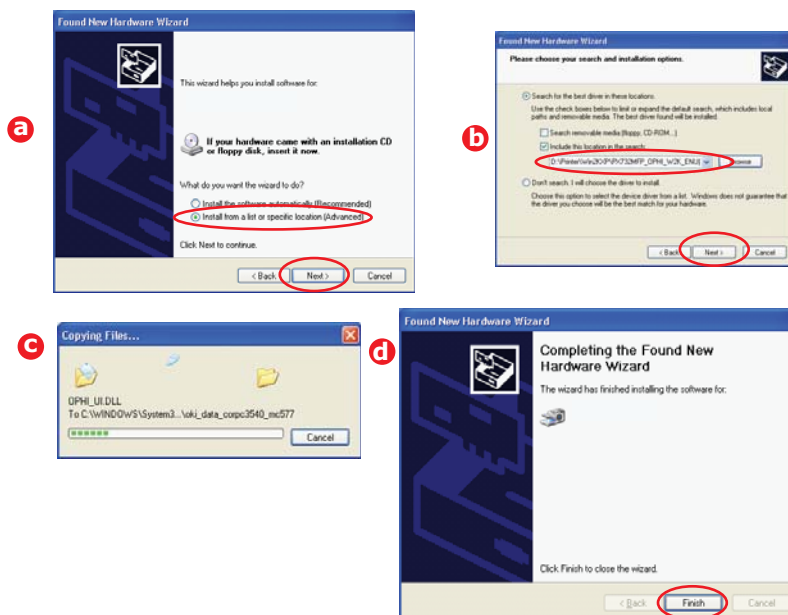 a
Found New Hardware Wizard
This wizard helps you install software for:
If your hardware came with an installation CD
or floppy disk, insert it now.
What do you want the wizard to do?
Install the software automatically (Recommended)
Install from a list or specific location (Advanced)
Click Next to continue.
< Back Next > Cancel
b
Found New Hardware Wizard
Please choose your search and installation options.
Search for the best driver in these locations.
Use the check boxes below to limit or expand the default search, which includes local
paths and removable media. The best driver found will be installed.
Search removable media (floppy, CD-ROM...)
Include this location in the search:
Browse
Don't search. I will choose the driver to install.
Choose this option to select the device driver from a list. Windows does not guarantee that
the driver you choose will be the best match for your hardware.
< Back Next > Cancel
c
Copying Files...
OPHI_UI.DLL
To C:\WINDOWS\System3...\oki_data_corpc3540_mc577
Cancel
d
Found New Hardware Wizard
Completing the Found New
Hardware Wizard
The wizard has finished installing the software for:
Click Finish to close the wizard.
< Back Finish Cancel